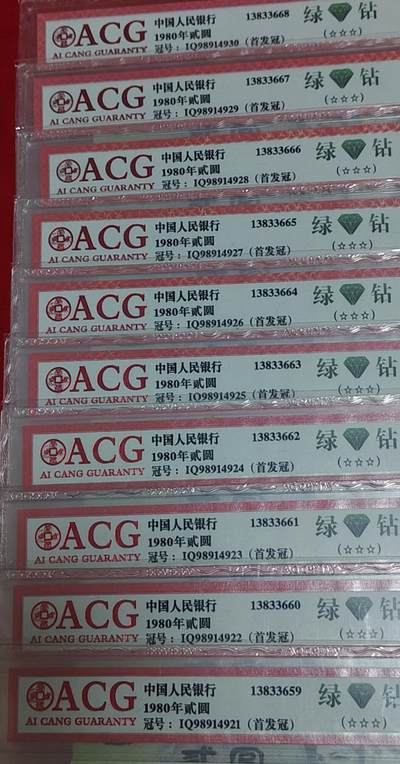 ACG 中国人民银行 13833668 绿 钻
1980年贰圆
AI CANG GUARANTY 冠号：IQ98914930（首发冠） (☆☆☆)
ACG 中国人民银行 13833667 绿 钻
1980年贰圆
AI CANG GUARANTY 冠号：IQ98914929（首发冠） (☆☆☆)
ACG 中国人民银行 13833666 绿 钻
1980年贰圆
AI CANG GUARANTY 冠号：IQ98914928（首发冠） (☆☆☆)
ACG 中国人民银行 13833665 绿 钻
1980年贰圆
AI CANG GUARANTY 冠号：IQ98914927（首发冠） (☆☆☆)
ACG 中国人民银行 13833664 绿 钻
1980年贰圆
AI CANG GUARANTY 冠号：IQ98914926（首发冠） (☆☆☆)
ACG 中国人民银行 13833663 绿 钻
1980年贰圆
AI CANG GUARANTY 冠号：IQ98914925（首发冠） (☆☆☆)
ACG 中国人民银行 13833662 绿 钻
1980年贰圆
AI CANG GUARANTY 冠号：IQ98914924（首发冠） (☆☆☆)
ACG 中国人民银行 13833661 绿 钻
1980年贰圆
AI CANG GUARANTY 冠号：IQ98914923（首发冠） (☆☆☆)
ACG 中国人民银行 13833660 绿 钻
1980年贰圆
AI CANG GUARANTY 冠号：IQ98914922（首发冠） (☆☆☆)
ACG 中国人民银行 13833659 绿 钻
1980年贰圆
AI CANG GUARANTY 冠号：IQ98914921（首发冠） (☆☆☆)
贰圆